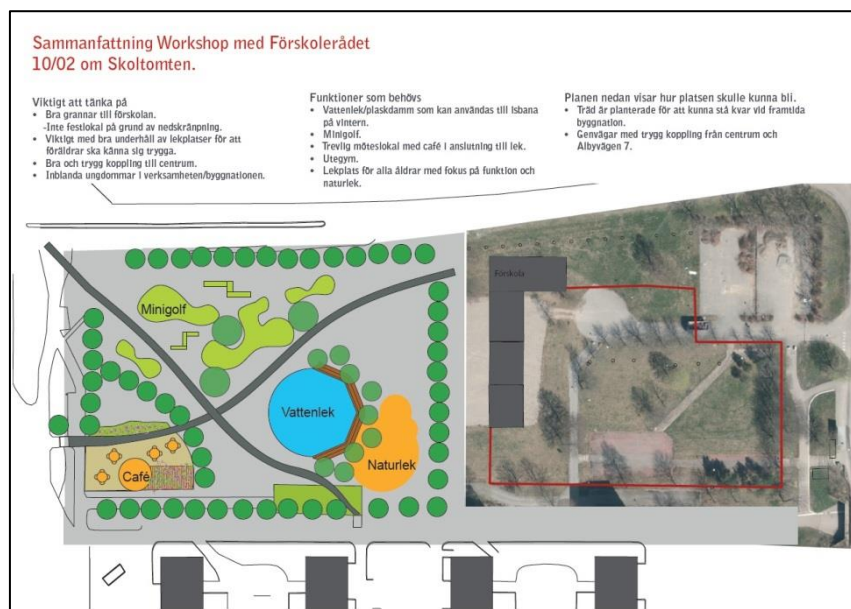 Sammanfattning Workshop med Förskolerådet
10/02 om Skoltomten.
Viktigt att tänka på
• Bra grannar till förskolan.
-Inte festlokal på grund av nedskräpning.
• Viktigt med bra underhåll av lekplatser för att
föräldrar ska känna sig trygga.
• Bra och trygg koppling till centrum.
• Inblanda ungdommar i verksamheten/byggnationen.
Funktioner som behövs
• Vattenlek/plaskdamm som kan användas till isbana
på vintern.
• Minigolf.
• Trevlig möteslokal med café i anslutning till lek.
• Utegym.
• Lekplats för alla åldrar med fokus på funktion och
naturlek.
Planen nedan visar hur platsen skulle kunna bli.
• Träd är planterade för att kunna stå kvar vid framtida
byggnation.
• Genvägar med trygg koppling från centrum och
Albyvägen 7.
Förskola
Minigolf
Vattenlek
Naturlek
Café